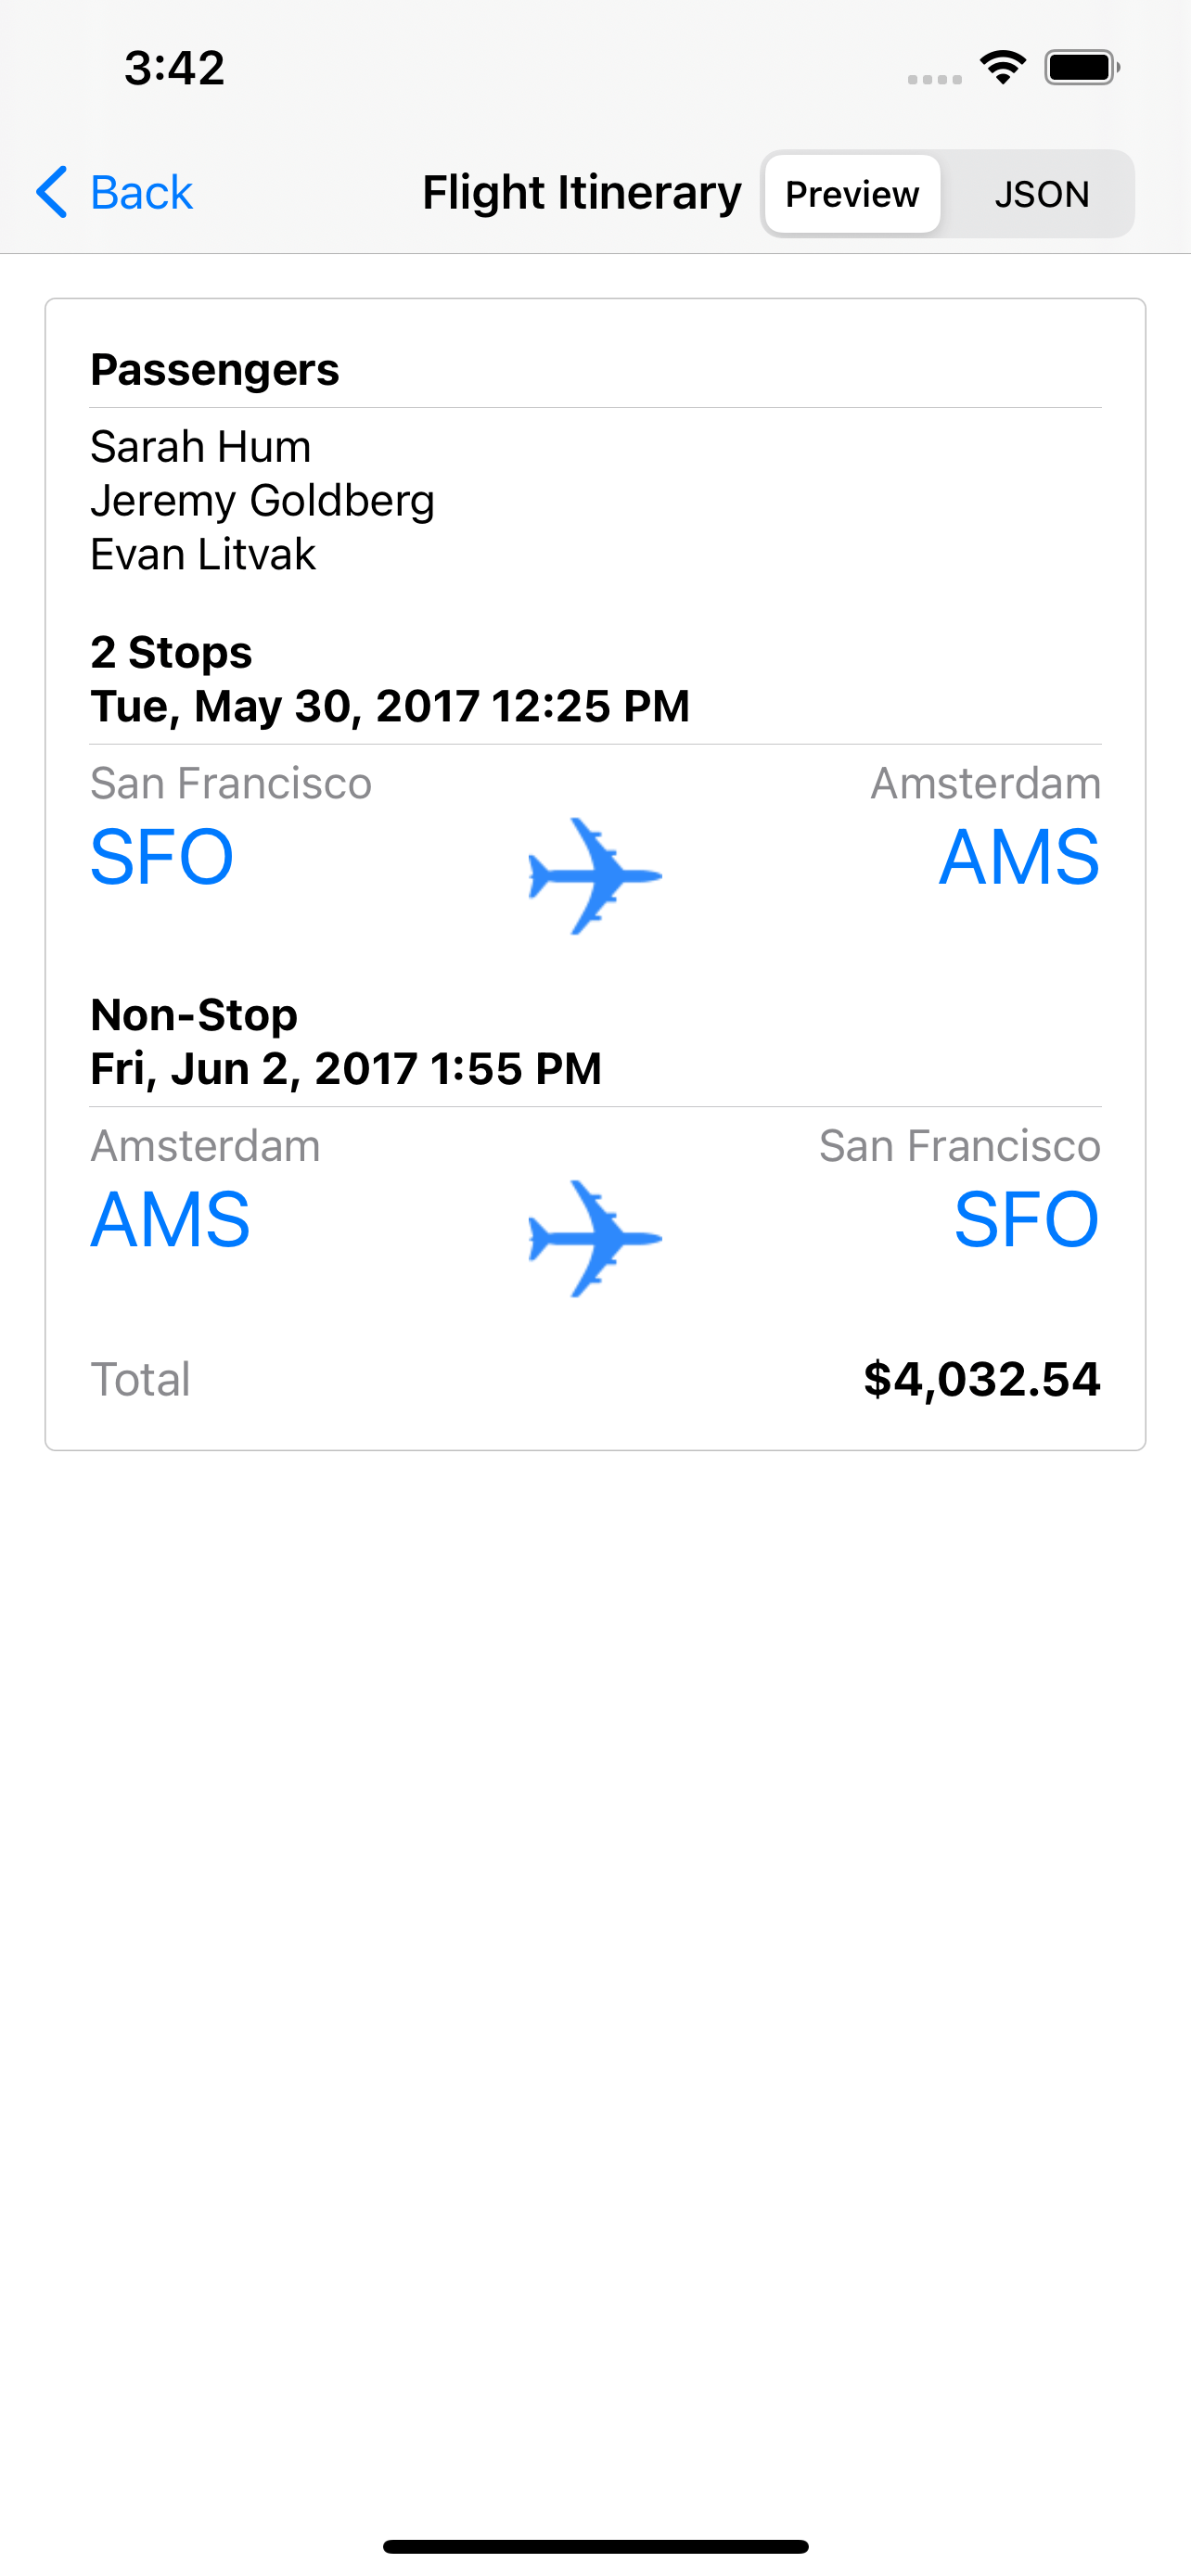 3:42
Back
Flight Itinerary
Preview
JSON
Passengers
Sarah Hum
Jeremy Goldberg
Evan Litvak
2 Stops
Tue, May 30, 2017 12:25 PM
San Francisco
Amsterdam
SFO
AMS
Non-Stop
Fri, Jun 2, 2017 1:55 PM
Amsterdam
San Francisco
AMS
SFO
Total
$4,032.54